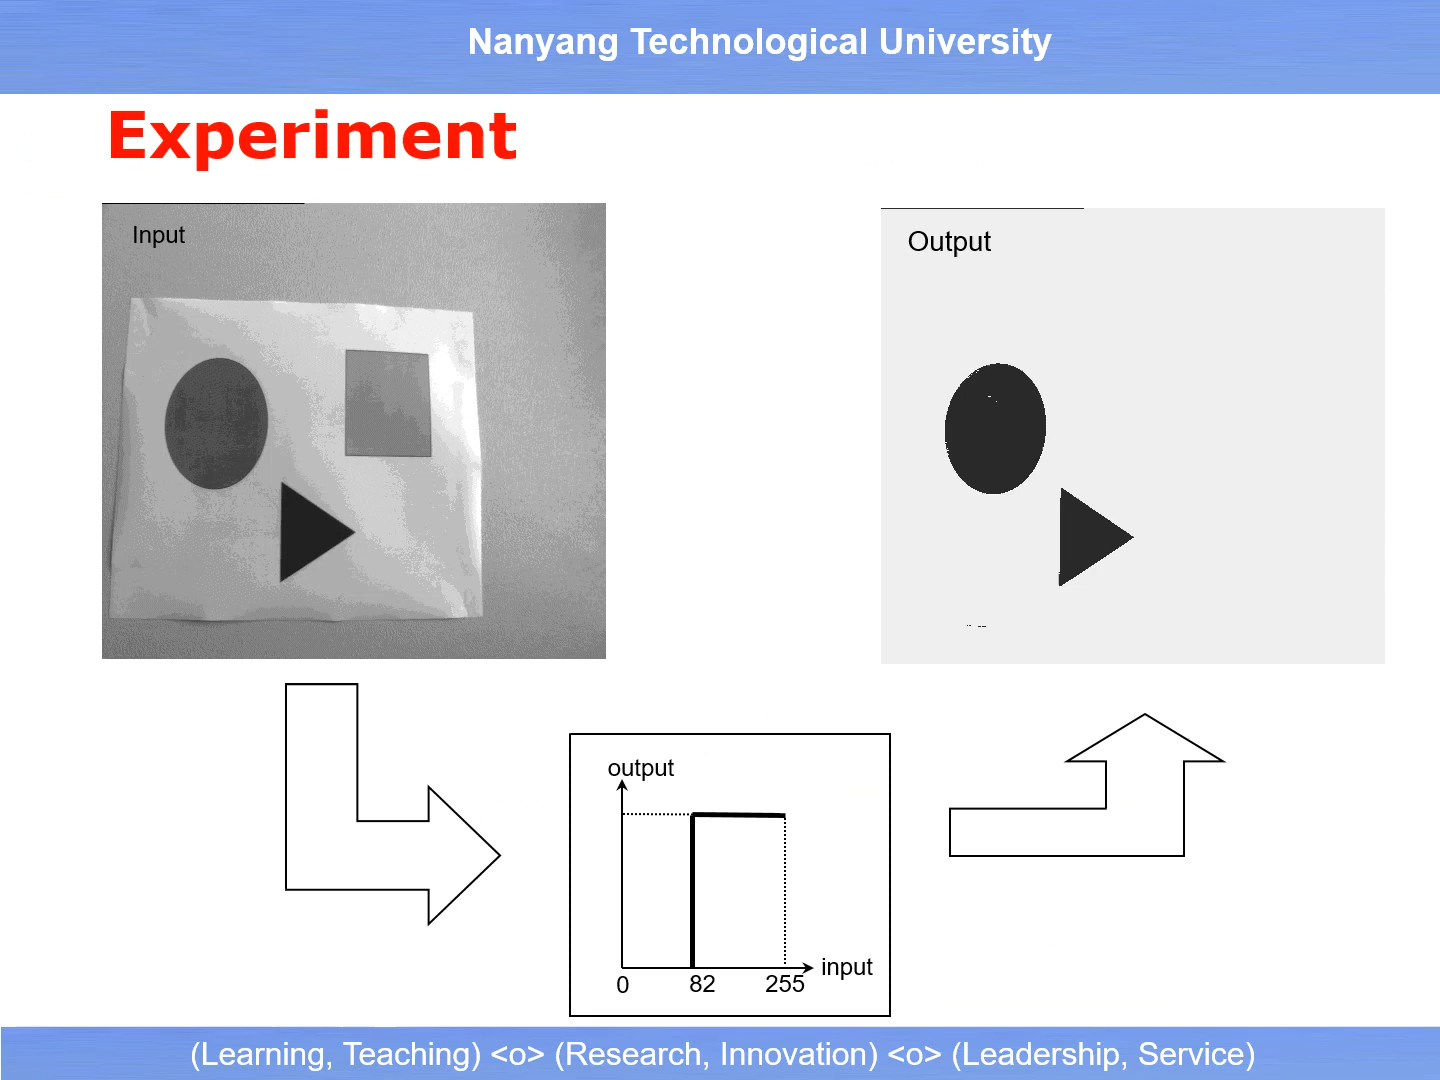 Nanyang Technological University
Experiment
Input
Output
output
input
0
82
255
(Learning, Teaching) <o> (Research, Innovation) <o> (Leadership, Service)